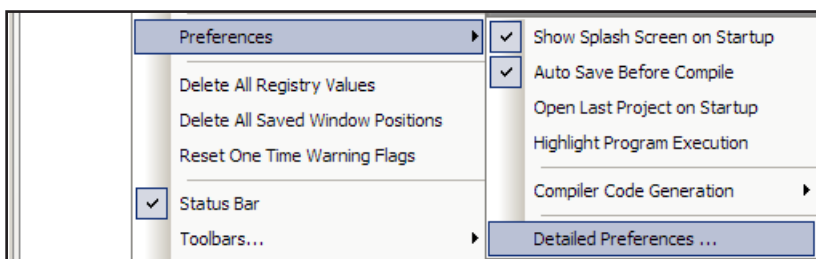 Preferences
Delete All Registry Values
Delete All Saved Window Positions
Reset One Time Warning Flags
Status Bar
Toolbars...
Show Splash Screen on Startup
Auto Save Before Compile
Open Last Project on Startup
Highlight Program Execution
Compiler Code Generation
Detailed Preferences ...